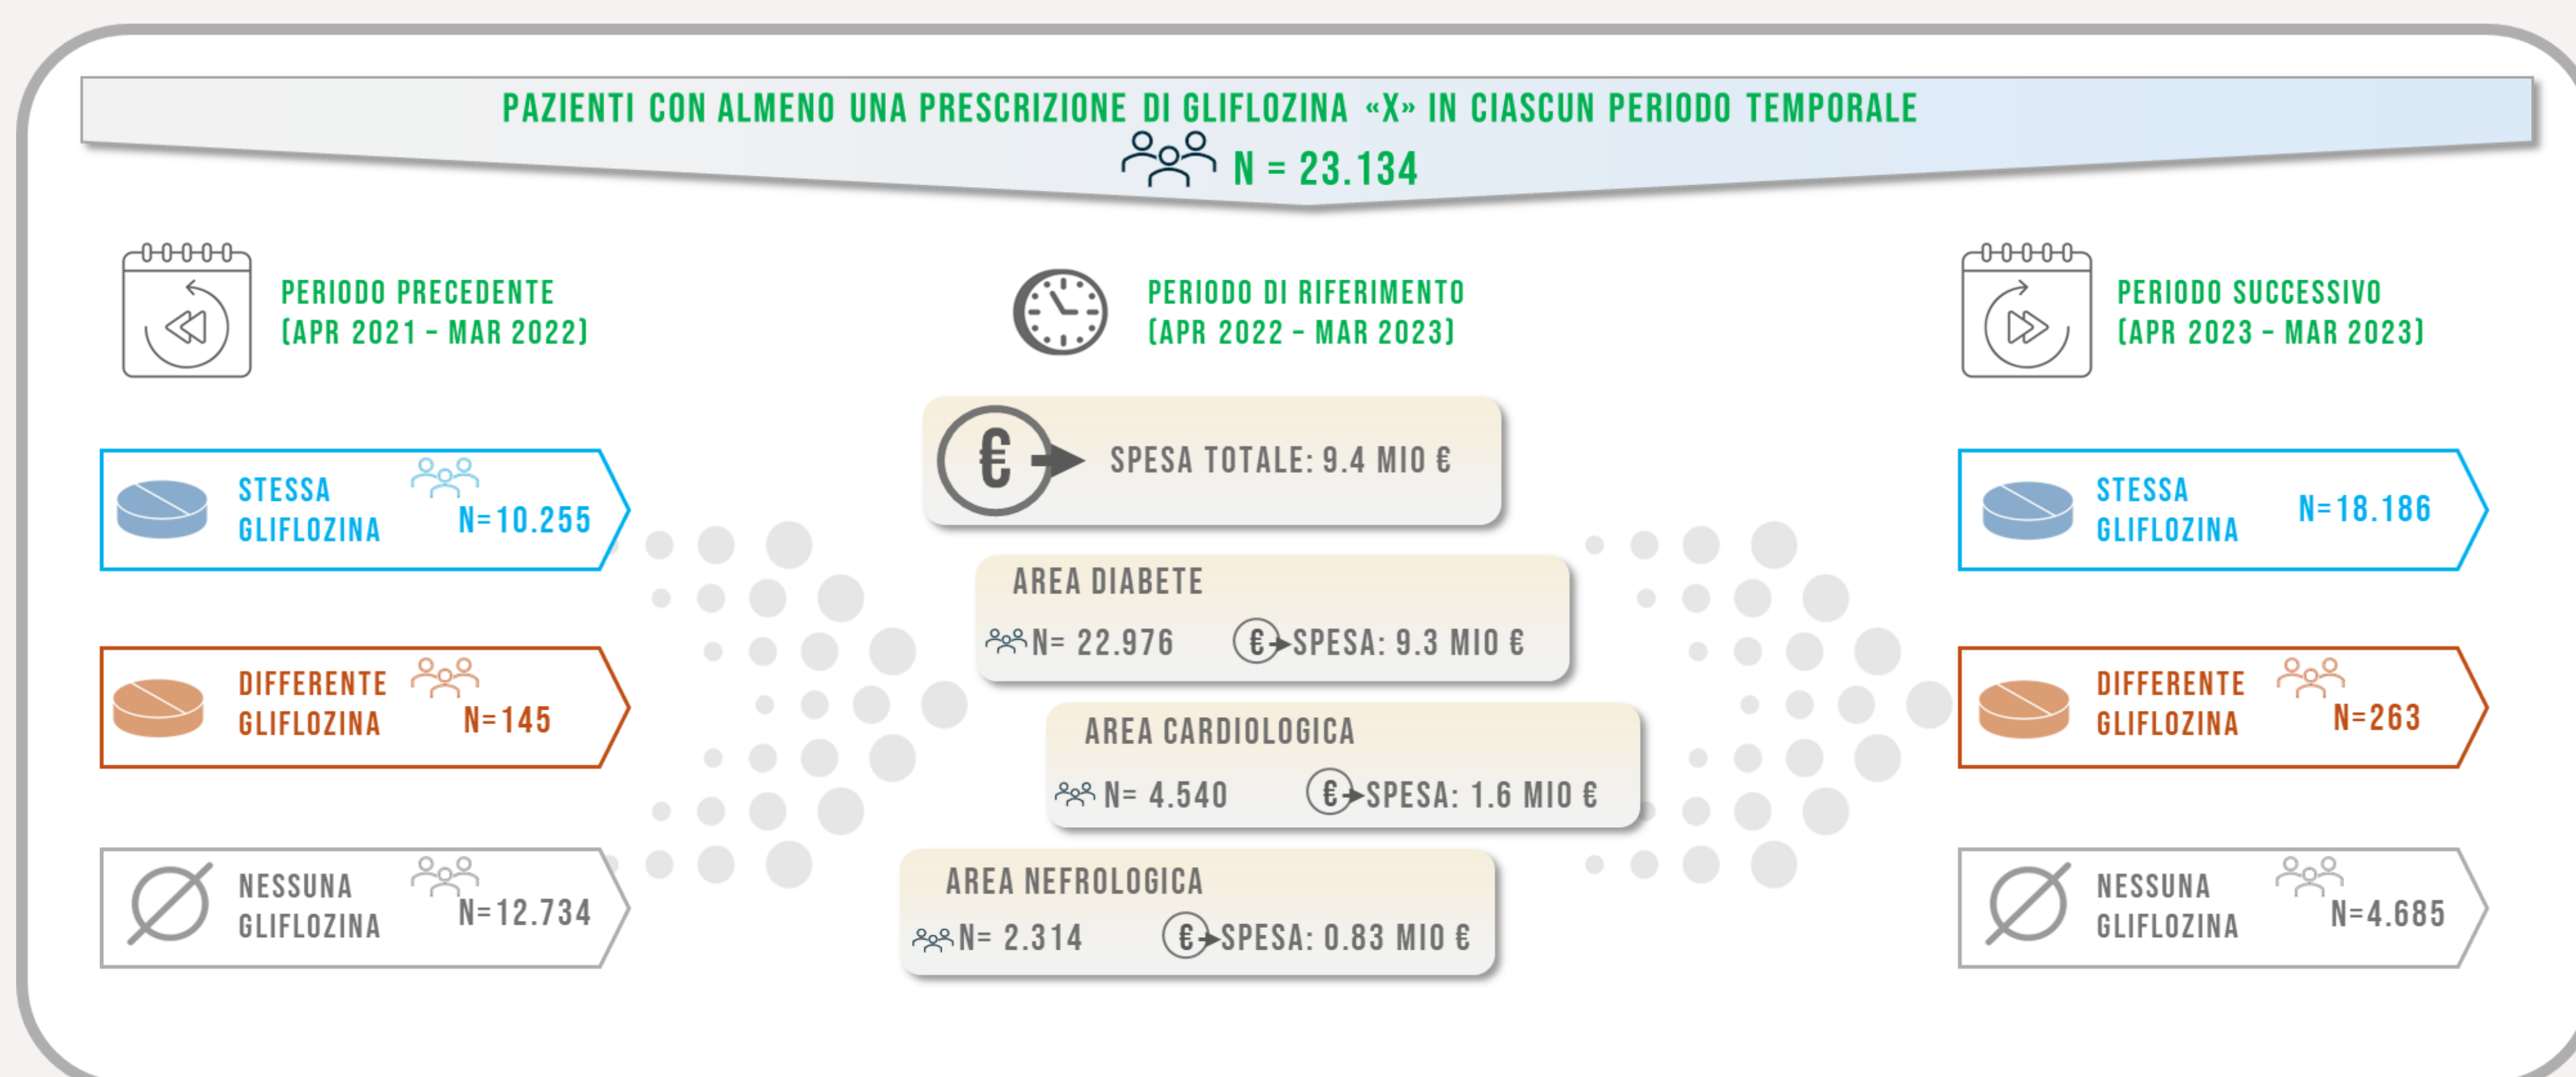 PAZIENTI CON ALMENO UNA PRESCRIZIONE DI GLIFLOZINA «X» IN CIASCUN PERIODO TEMPORALE
N = 23.134
PERIODO PRECEDENTE
(APR 2021 – MAR 2022)
STESSA
GLIFLOZINA
N=10.255
DIFFERENTE
GLIFLOZINA
N=145
NESSUNA
GLIFLOZINA
N=12.734
PERIODO DI RIFERIMENTO
(APR 2022 – MAR 2023)
€ SPESA TOTALE: 9.4 MIO €
AREA DIABETE
N= 22.976 € SPESA: 9.3 MIO €
AREA CARDIOLOGICA
N= 4.540 € SPESA: 1.6 MIO €
AREA NEFROLOGICA
N= 2.314 € SPESA: 0.83 MIO €
PERIODO SUCCESSIVO
(APR 2023 – MAR 2023)
STESSA
GLIFLOZINA
N=18.186
DIFFERENTE
GLIFLOZINA
N=263
NESSUNA
GLIFLOZINA
N=4.685